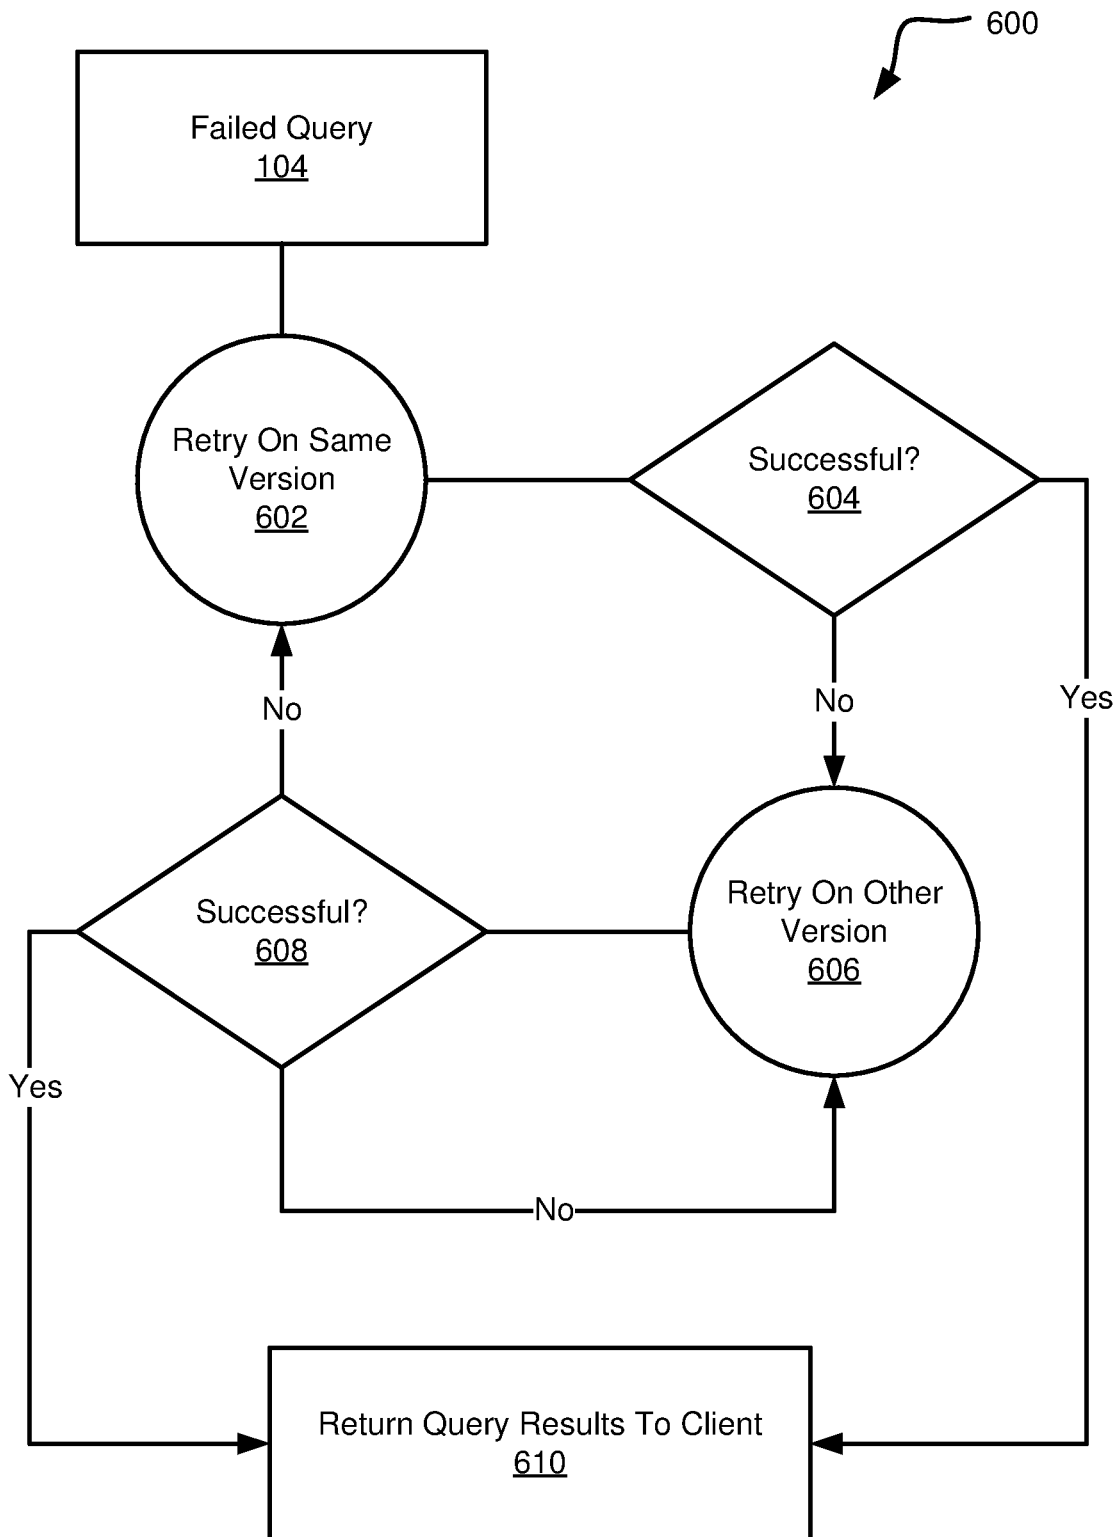 600
Failed Query
104
Retry On Same
Version
602
Successful?
604
No
Yes
No
Retry On Other
Version
606
Successful?
608
Yes
No
Return Query Results To Client
610